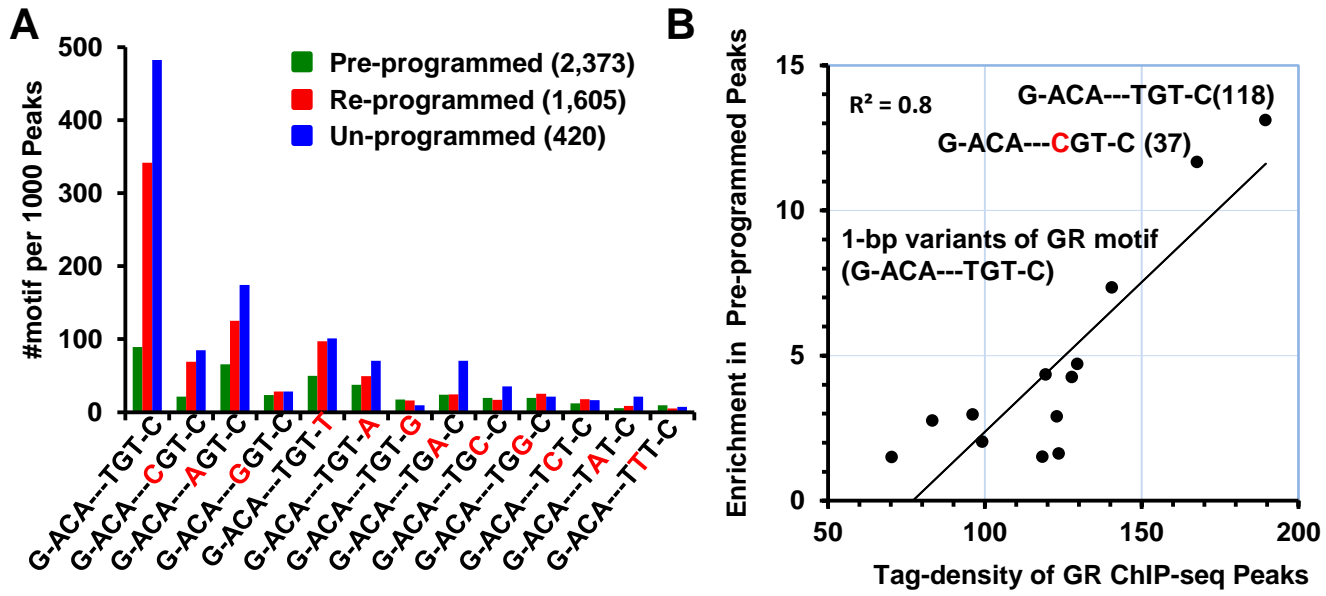 A
#motif per 1000 Peaks
500
400
300
200
100
0
Pre-programmed (2,373)
Re-programmed (1,605)
Un-programmed (420)
G-ACA---TGT-C
G-ACA---CGT-C
G-ACA---AGT-C
G-ACA---GGT-C
G-ACA---TGT-T
G-ACA---TGT-A
G-ACA---TGT-G
G-ACA---TGA-C
G-ACA---TGC-C
G-ACA---TGG-C
G-ACA---TCT-C
G-ACA---TAT-C
G-ACA---TTT-C
B
Enrichment in Pre-programmed Peaks
15
10
5
0
R² = 0.8
G-ACA---TGT-C(118)
G-ACA---CGT-C (37)
1-bp variants of GR motif
(G-ACA---TGT-C)
50
100
150
200
Tag-density of GR ChIP-seq Peaks